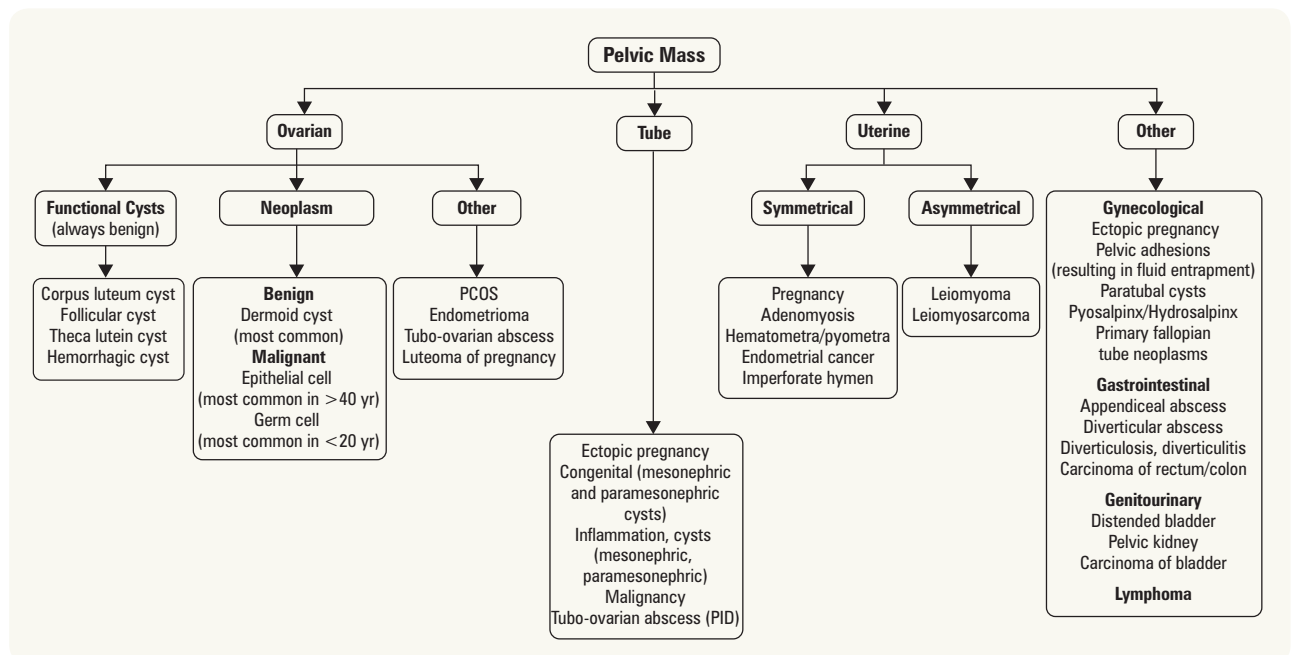 Pelvic Mass
Ovarian
Tube
Uterine
Other
Functional Cysts
(always benign)
Neoplasm
Other
Symmetrical
Asymmetrical
Corpus luteum cyst
Follicular cyst
Theca lutein cyst
Hemorrhagic cyst
Benign
Dermoid cyst
(most common)
Malignant
Epithelial cell
(most common in >40 yr)
Germ cell
(most common in <20 yr)
PCOS
Endometrioma
Tubo-ovarian abscess
Luteoma of pregnancy
Ectopic pregnancy
Congenital (mesonephric
and paramesonephric
cysts)
Inflammation, cysts
(mesonephric,
paramesonephric)
Malignancy
Tubo-ovarian abscess (PID)
Pregnancy
Adenomyosis
Hematometra/pyometra
Endometrial cancer
Imperforate hymen
Leiomyoma
Leiomyosarcoma
Gynecological
Ectopic pregnancy
Pelvic adhesions
(resulting in fluid entrapment)
Paratubal cysts
Pyosalpinx/Hydrosalpinx
Primary fallopian
tube neoplasms
Gastrointestinal
Appendiceal abscess
Diverticular abscess
Diverticulosis, diverticulitis
Carcinoma of rectum/colon
Genitourinary
Distended bladder
Pelvic kidney
Carcinoma of bladder
Lymphoma